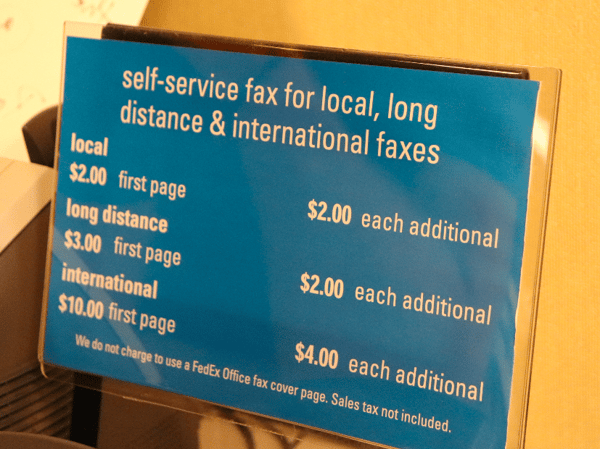 self-service fax for local, long
distance & international faxes
local
$2.00 first page $2.00 each additional
long distance
$3.00 first page $2.00 each additional
international
$10.00 first page $4.00 each additional
We do not charge to use a FedEx Office fax cover page. Sales tax not included.